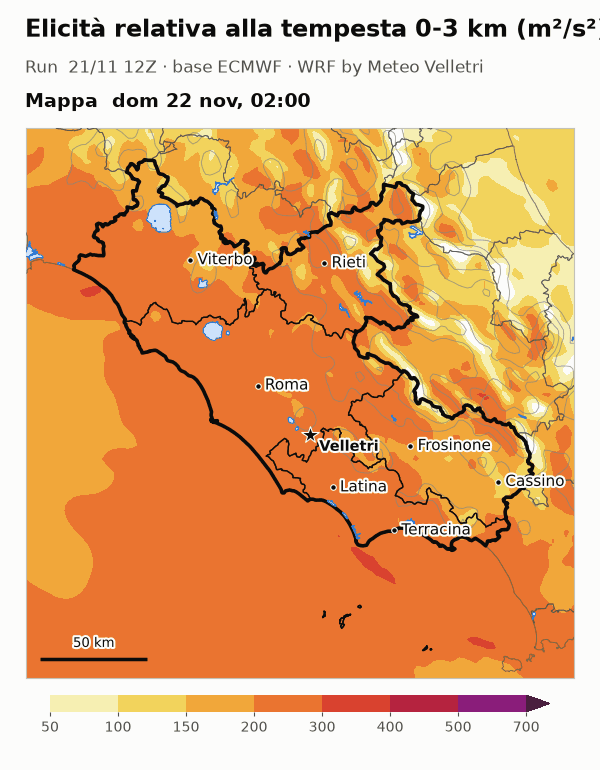 Elicità relativa alla tempesta 0-3 km (m²/s²)
Run 21/11 12Z · base ECMWF · WRF by Meteo Velletri
Mappa dom 22 nov, 02:00
Viterbo
Rieti
Roma
Velletri
Frosinone
Cassino
Latina
Terracina
50 km
50 100 150 200 300 400 500 700